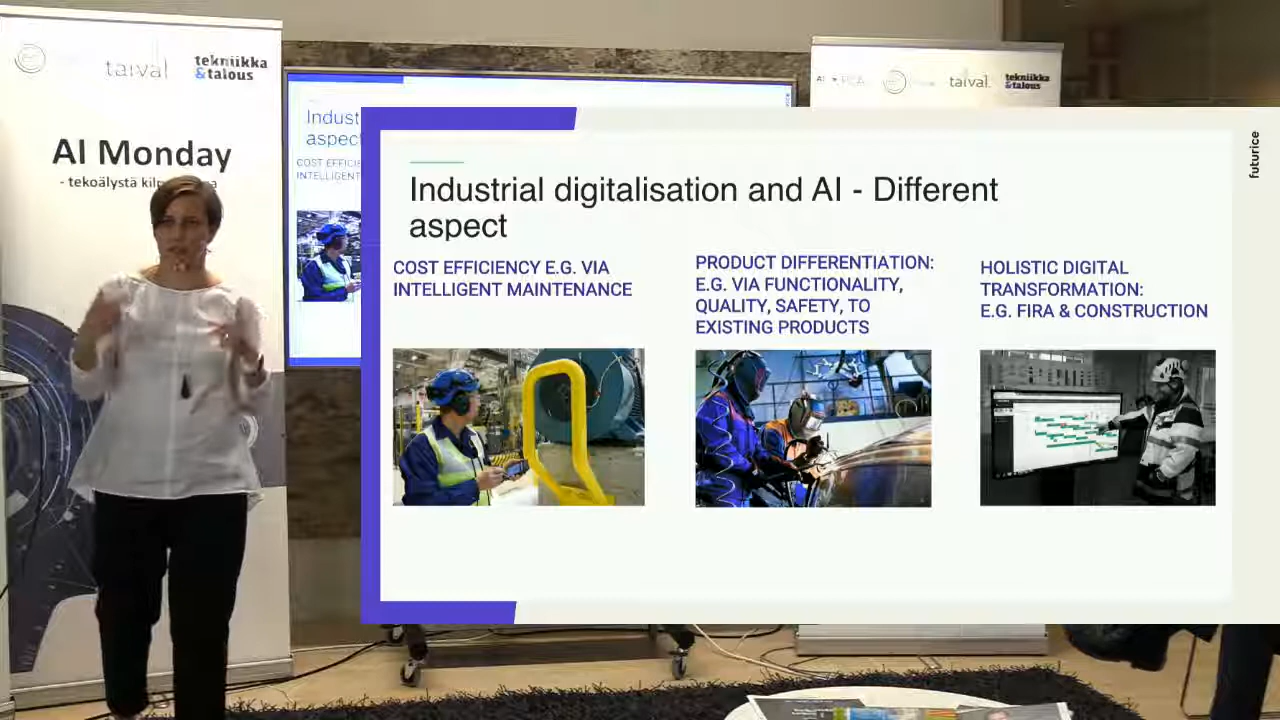 taival
tekniikka
&talous
AI Monday
- tekoälystä
Indust
aspec
COST EFFICIE
INTELLIGENT
AI
taival.
tekniikka
&talous
futurice
Industrial digitalisation and AI - Different
aspect
COST EFFICIENCY E.G. VIA
INTELLIGENT MAINTENANCE
PRODUCT DIFFERENTIATION:
E.G. VIA FUNCTIONALITY,
QUALITY, SAFETY, TO
EXISTING PRODUCTS
HOLISTIC DIGITAL
TRANSFORMATION:
E.G. FIRA & CONSTRUCTION